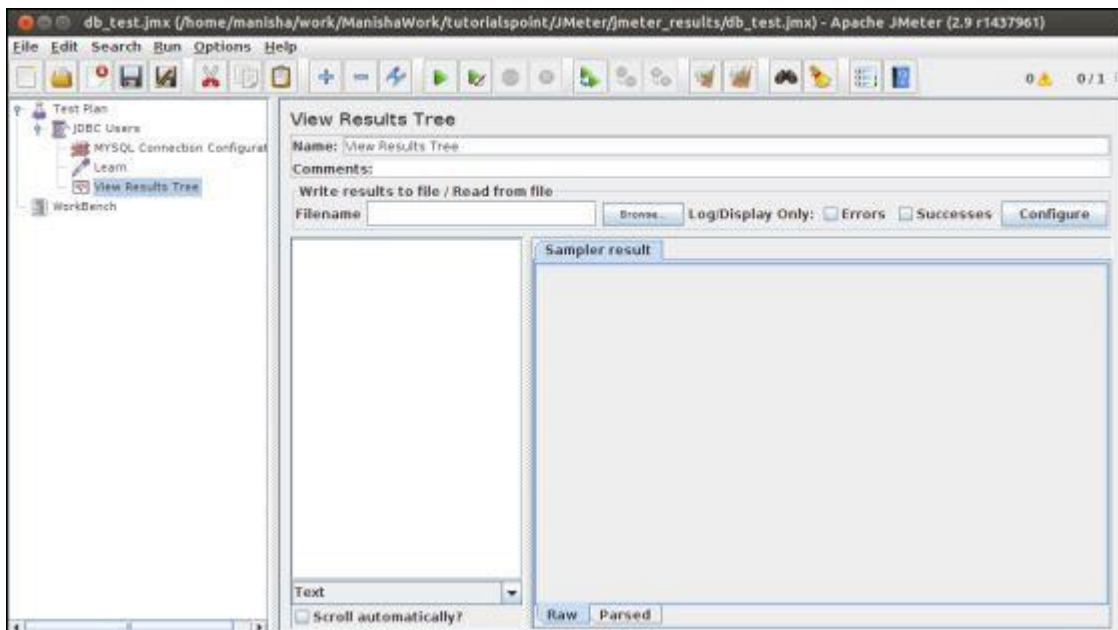 db_test.jmx (/home/manisha/work/ManishaWork/tutorialspoint/JMeter/jmeter_results/db_test.jmx) - Apache JMeter (2.9 r1437961)
File Edit Search Run Options Help
0 0/1
Test Plan
JDBC Users
MYSQL Connection Configurat
Learn
View Results Tree
WorkBench
View Results Tree
Name: View Results Tree
Comments:
Write results to file / Read from file
Filename Browse... Log/Display Only: Errors Successes Configure
Sampler result
Text
Scroll automatically?
Raw Parsed